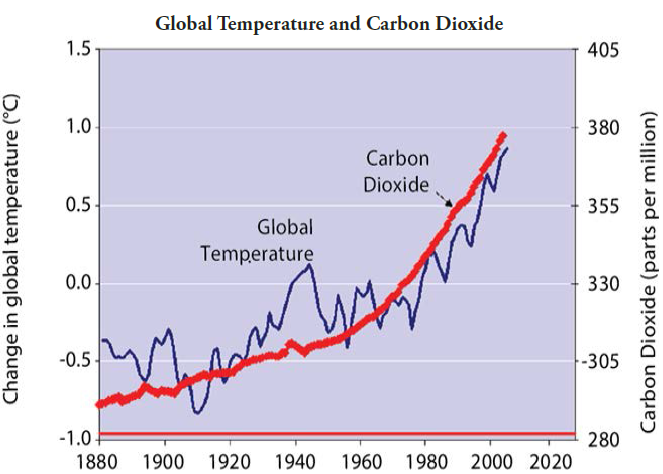 Global Temperature and Carbon Dioxide
1.5
1.0
0.5
0.0
-0.5
-1.0
Change in global temperature (°C)
Carbon
Dioxide
Global
Temperature
405
380
355
330
305
280
Carbon Dioxide (parts per million)
1880 1900 1920 1940 1960 1980 2000 2020